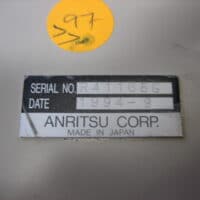 97
>>
SERIAL NO.
DATE 1994-9
ANRITSU CORP.
MADE IN JAPAN